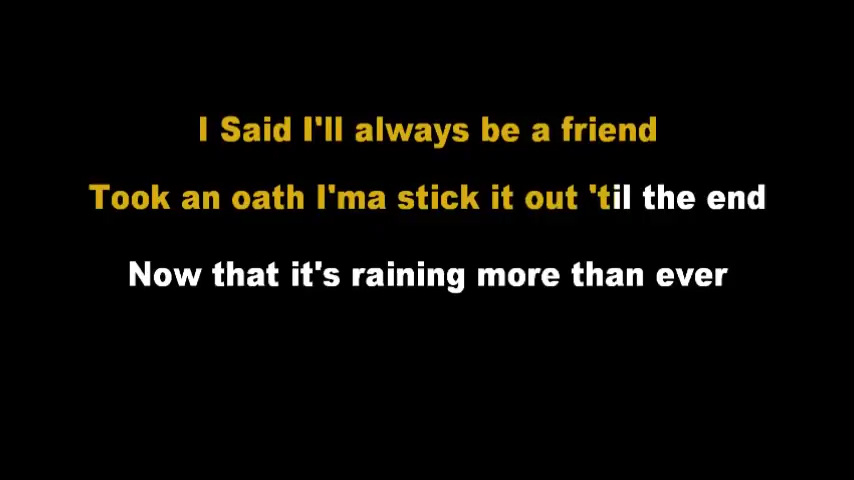 I Said I'll always be a friend
Took an oath I'ma stick it out 'til the end
Now that it's raining more than ever